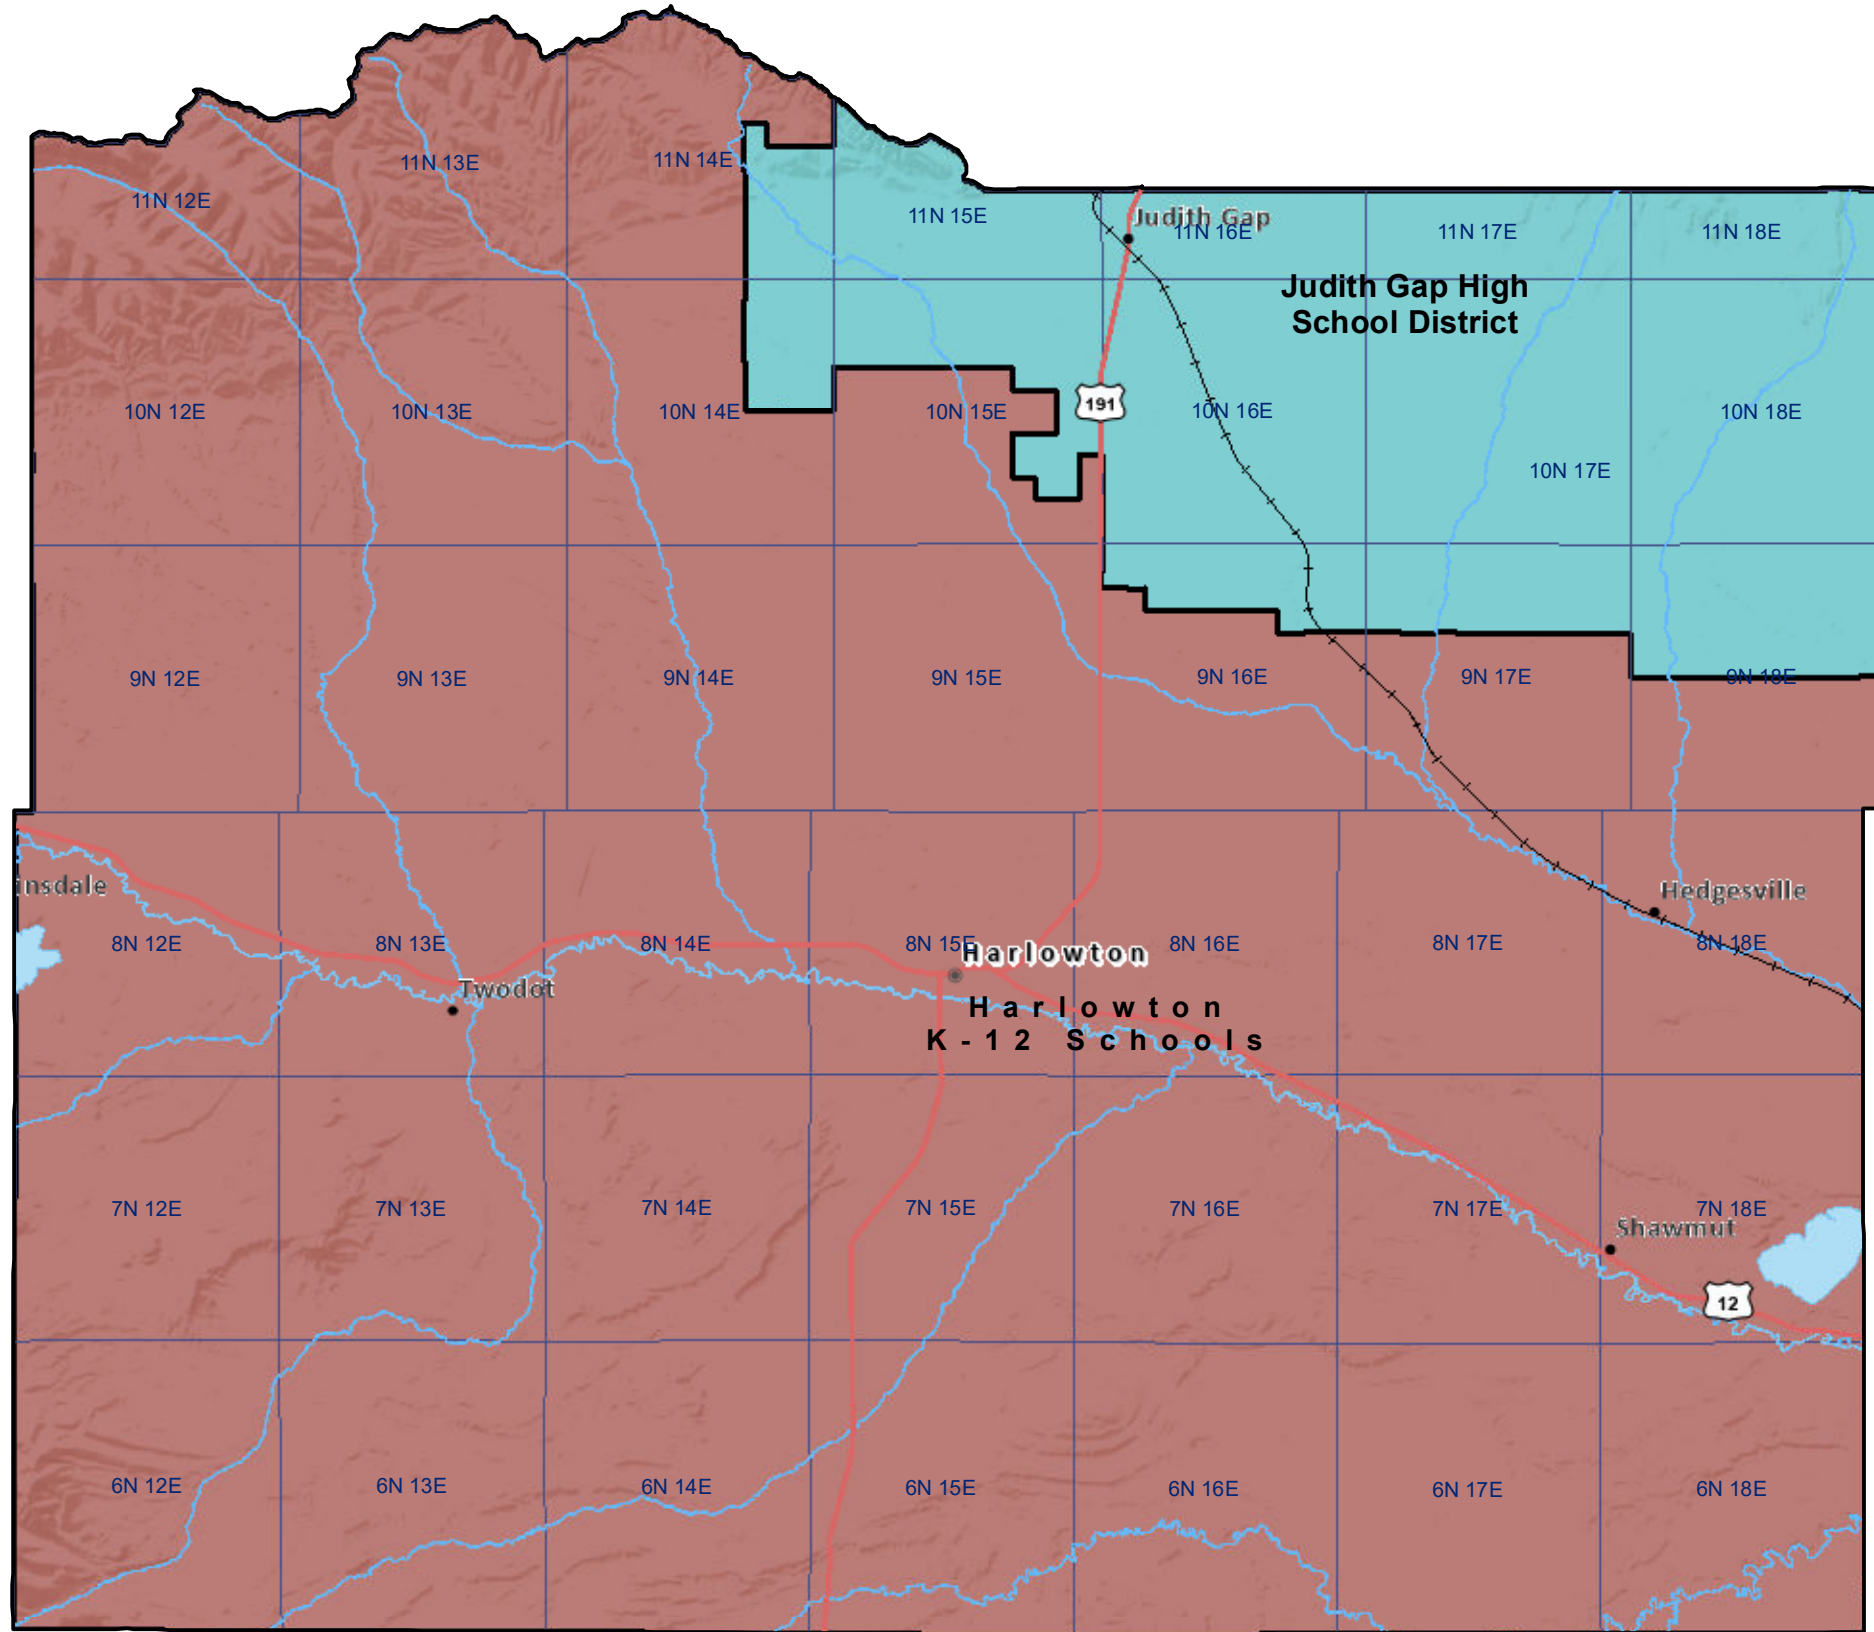 11N 13E
11N 14E
11N 12E
11N 15E
Judith Gap
11N 16E
11N 17E
11N 18E
Judith Gap High
School District
10N 12E
10N 13E
10N 14E
10N 15E
191
10N 16E
10N 18E
10N 17E
9N 12E
9N 13E
9N 14E
9N 15E
9N 16E
9N 17E
9N 18E
insdale
Hedgesville
8N 12E
8N 13E
8N 14E
8N 15E
Harlowton
8N 16E
8N 17E
8N 18E
Twodot
Harlowton
K-12 Schools
7N 12E
7N 13E
7N 14E
7N 15E
7N 16E
7N 17E
7N 18E
Shawmut
12
6N 12E
6N 13E
6N 14E
6N 15E
6N 16E
6N 17E
6N 18E